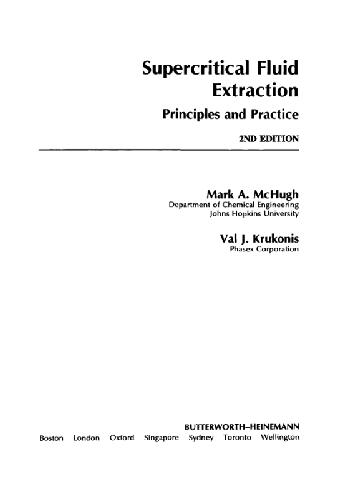 Supercritical Fluid
Extraction
Principles and Practice
2ND EDITION
Mark A. McHugh
Department of Chemical Engineering
Johns Hopkins University
Val J. Krukonis
Phasex Corporation
BUTTERWORTH–HEINEMANN
Boston London Oxford Singapore Sydney Toronto Wellington